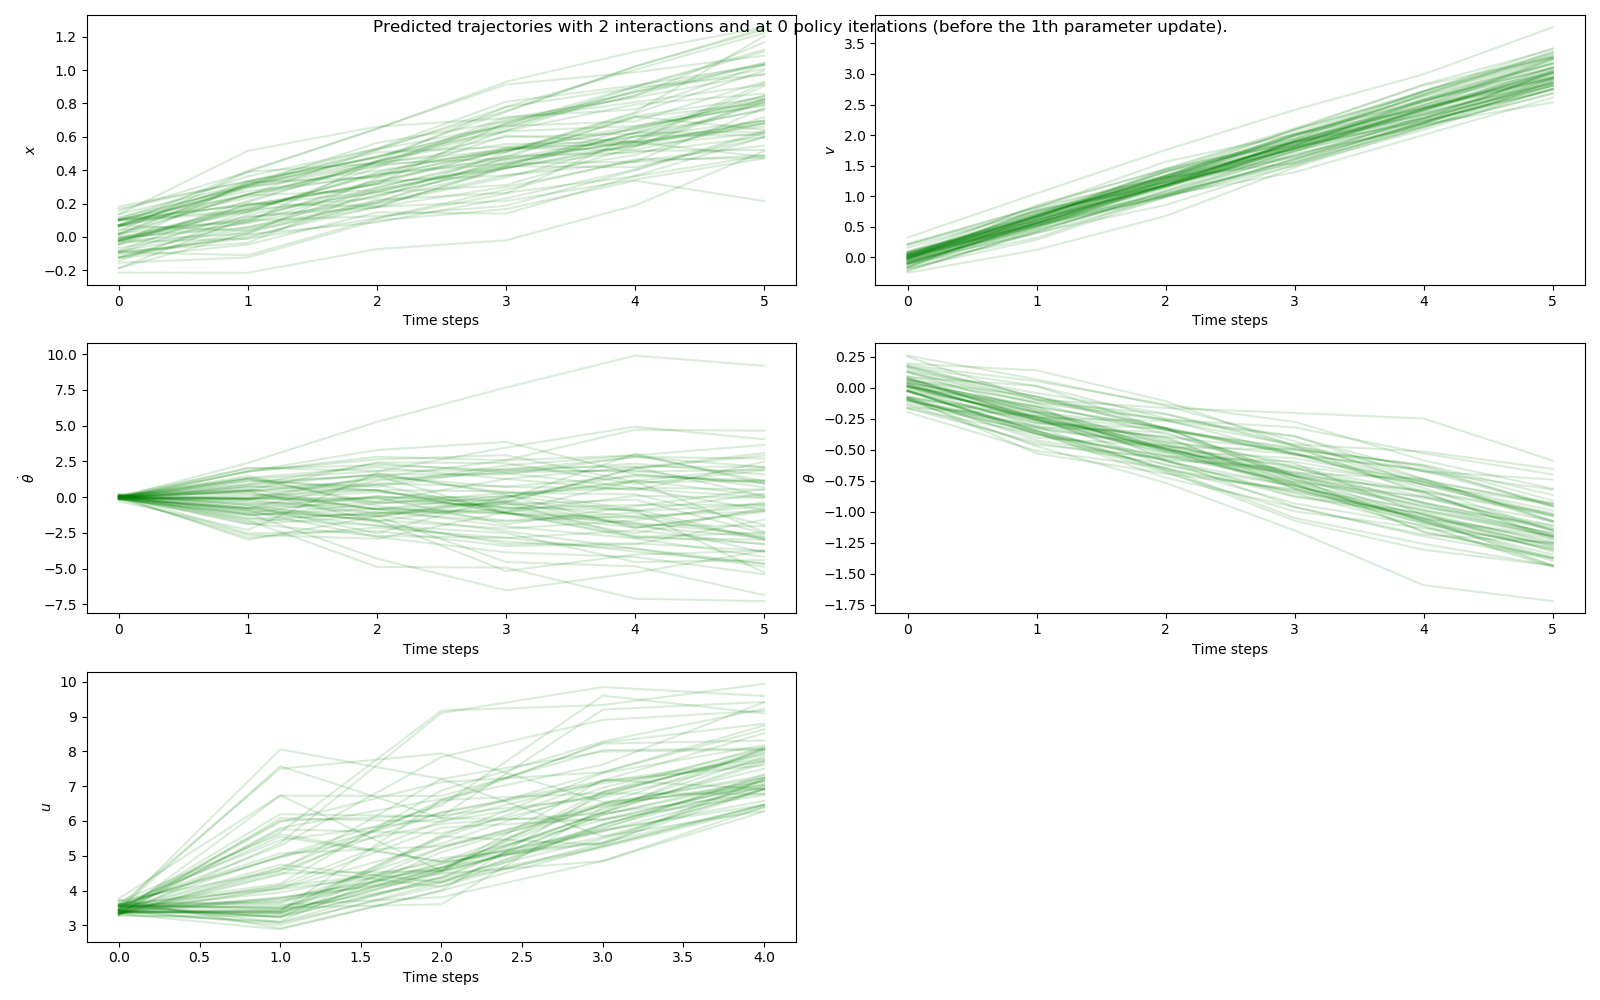 Predicted trajectories with 2 interactions and at 0 policy iterations (before the 1th parameter update).
1.2
1.0
0.8
0.6
0.4
0.2
0.0
−0.2
x
0 1 2 3 4 5
Time steps
3.5
3.0
2.5
2.0
1.5
1.0
0.5
0.0
v
0 1 2 3 4 5
Time steps
10.0
7.5
5.0
2.5
0.0
−2.5
−5.0
−7.5
θ̇
0 1 2 3 4 5
Time steps
0.25
0.00
−0.25
−0.50
−0.75
−1.00
−1.25
−1.50
−1.75
θ
0 1 2 3 4 5
Time steps
10
9
8
7
6
5
4
3
u
0.0 0.5 1.0 1.5 2.0 2.5 3.0 3.5 4.0
Time steps